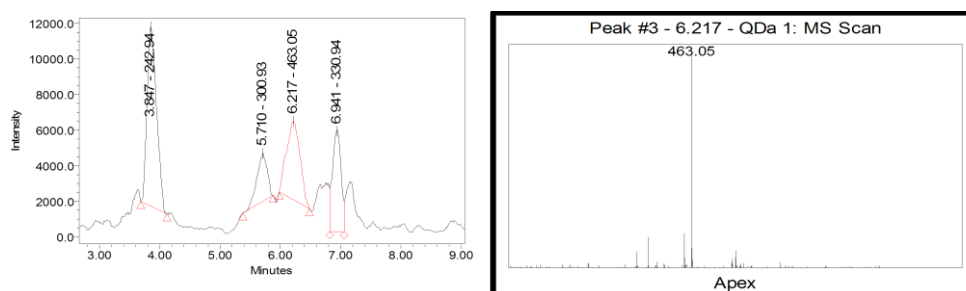 12000.0
10000.0
8000.0
6000.0
4000.0
2000.0
0.0
Intensity
3.847 - 242.94
5.710 - 300.93
6.217 - 463.05
6.941 - 330.94
3.00 4.00 5.00 6.00 7.00 8.00 9.00
Minutes
Peak #3 - 6.217 - QDa 1: MS Scan
463.05
Apex